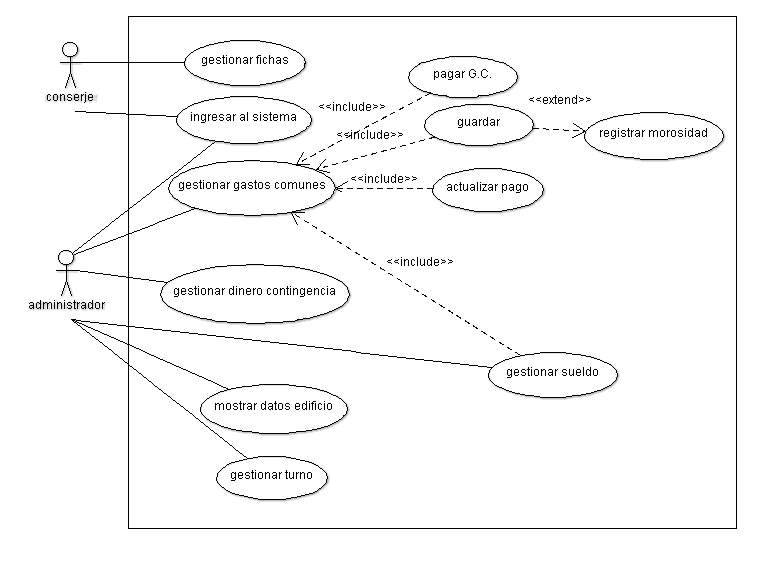 gestionar fichas
pagar G.C.
conserje
<<include>>
<<extend>>
ingresar al sistema
guardar
<<include>>
registrar morosidad
gestionar gastos comunes
<<include>>
actualizar pago
<<include>>
gestionar dinero contingencia
administrador
gestionar sueldo
mostrar datos edificio
gestionar turno